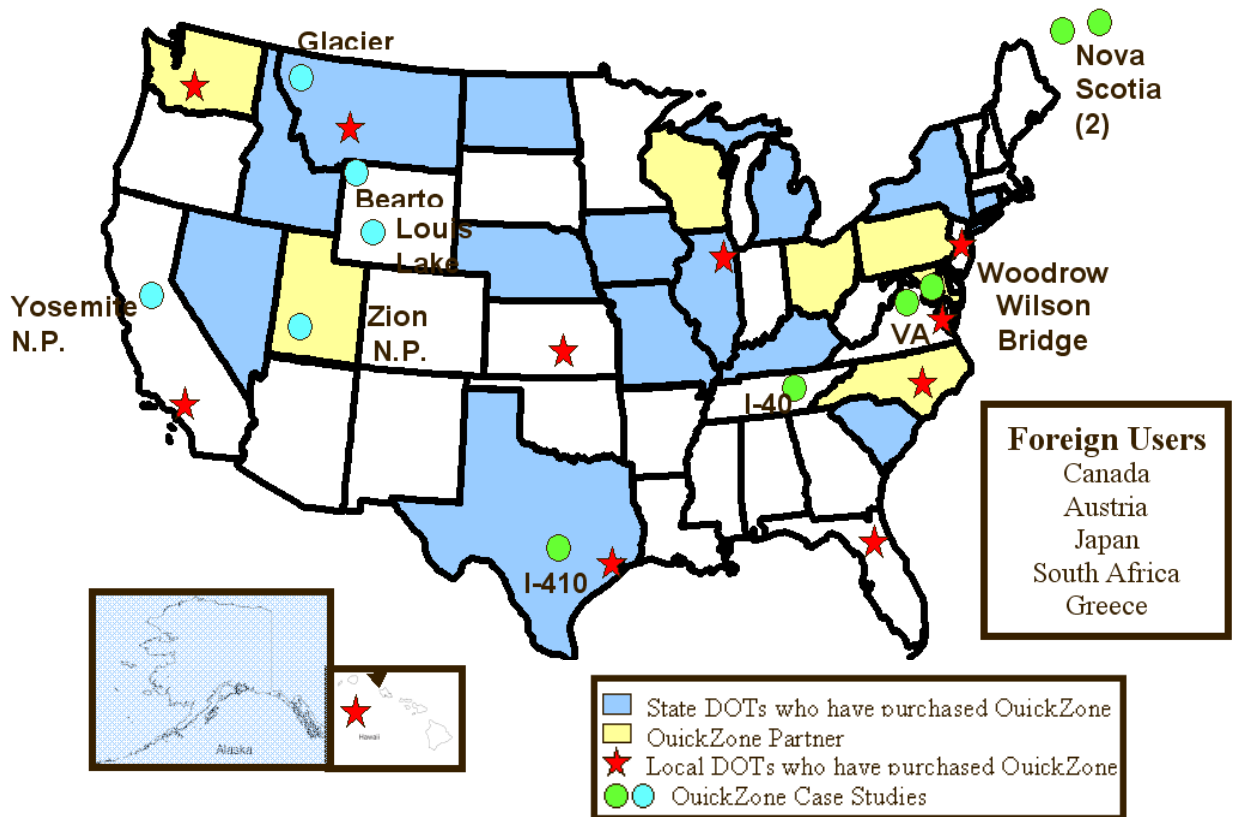 Glacier
Nova
Scotia
(2)
Bearto
Louis
Lake
Yosemite
N.P.
Zion
N.P.
Woodrow
Wilson
Bridge
VA
I-40
I-410
Foreign Users
Canada
Austria
Japan
South Africa
Greece
Alaska
Hawaii
State DOTs who have purchased OuickZone
OuickZone Partner
Local DOTs who have purchased OuickZone
OuickZone Case Studies